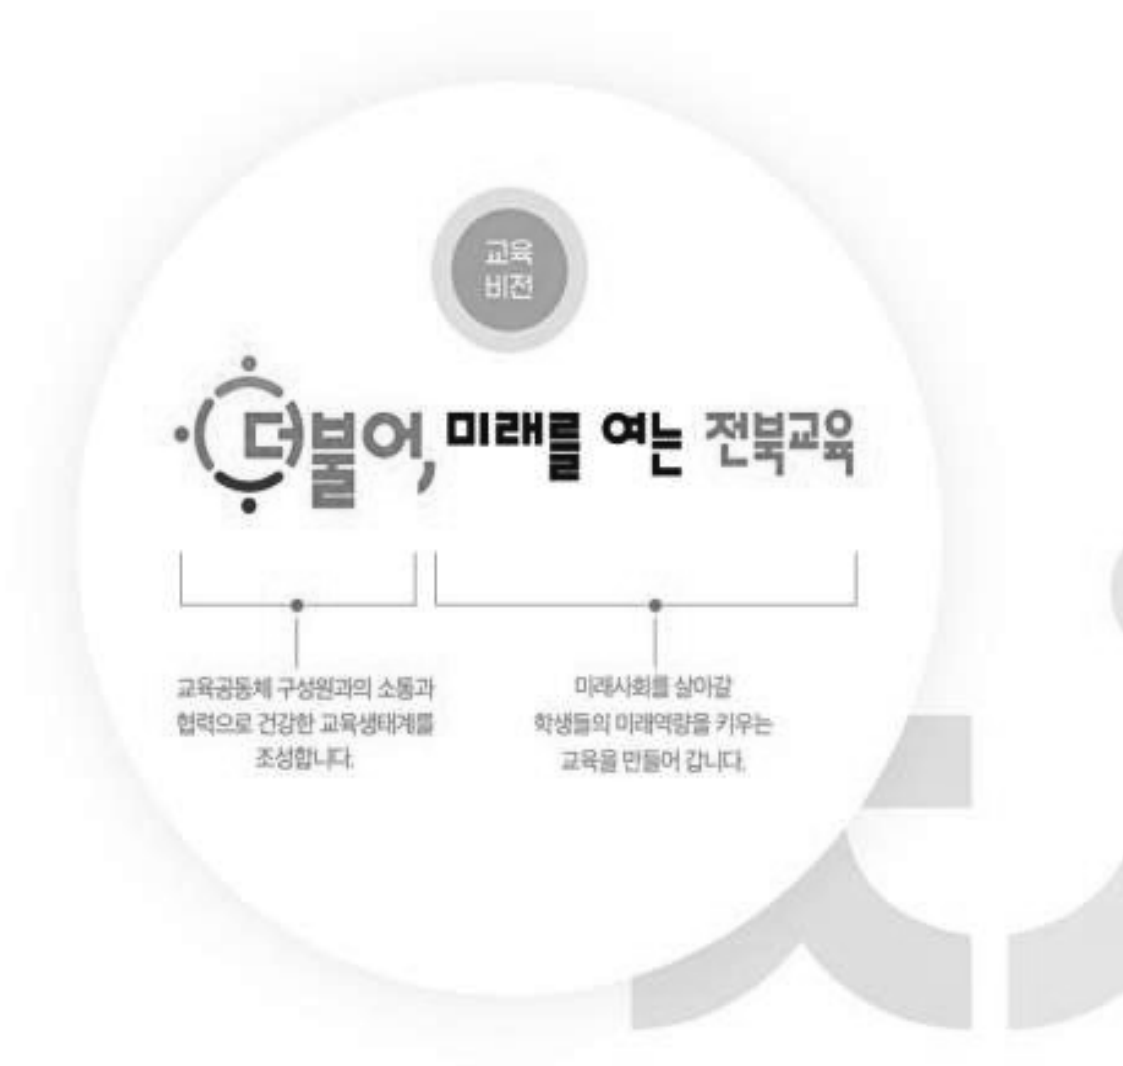 교육
비전
더불어, 미래를 여는 전북교육
교육공동체 구성원과의 소통과
협력으로 건강한 교육생태계를
조성합니다.
미래사회를 살아갈
학생들의 미래역량을 키우는
교육을 만들어 갑니다.